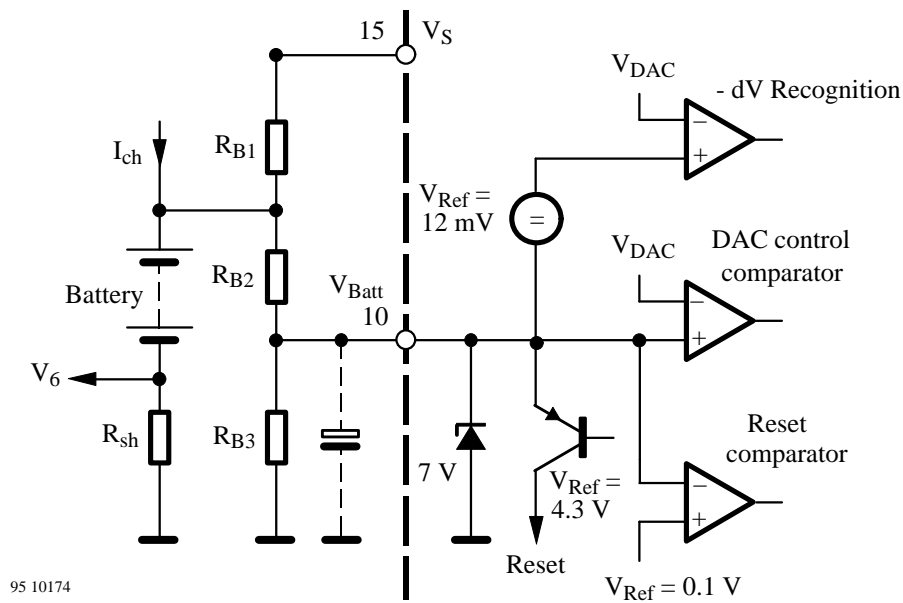 15
V_S
V_DAC
- dV Recognition
I_ch
R_B1
V_Ref =
12 mV
=
−
+
V_DAC
DAC control
comparator
Battery
R_B2
V_Batt
10
−
+
V_6
R_sh
R_B3
7 V
V_Ref =
4.3 V
Reset
comparator
−
+
Reset
V_Ref = 0.1 V
95 10174